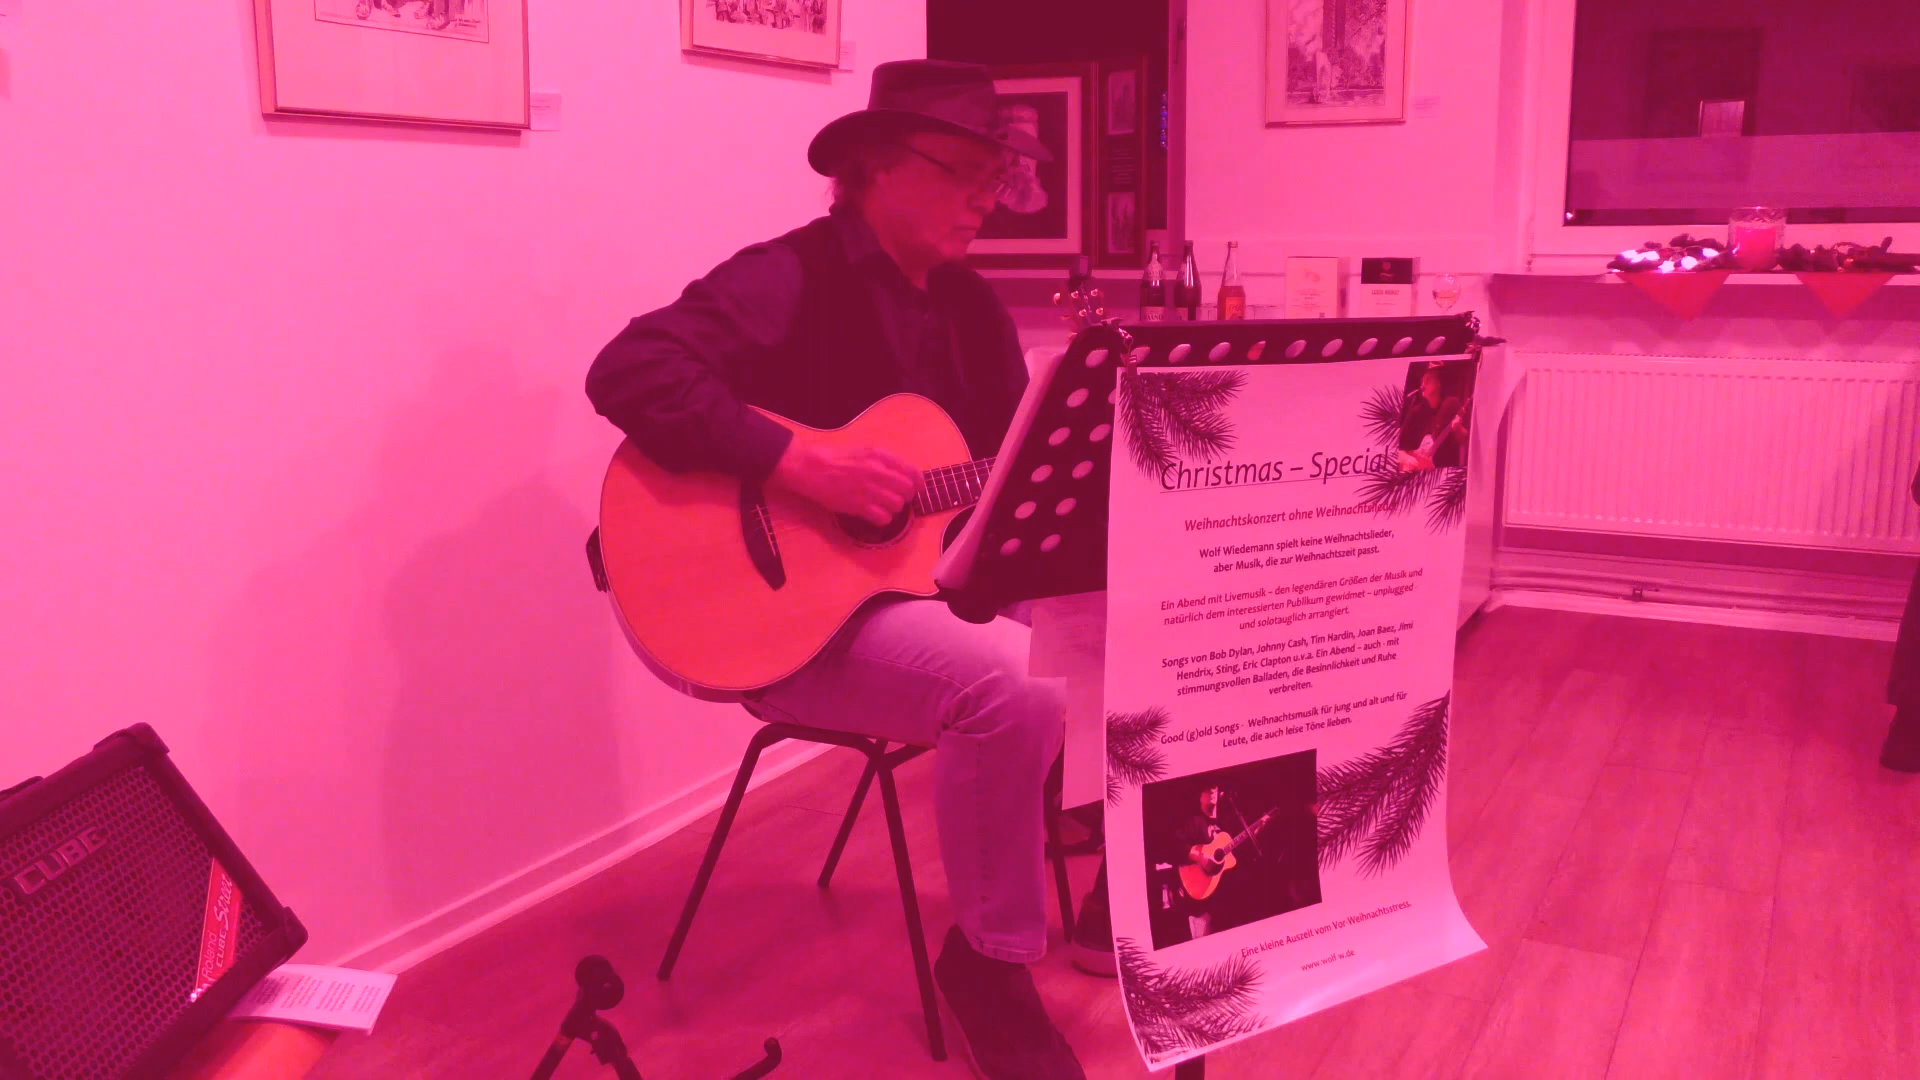 Christmas – Special
Weihnachtskonzert ohne Weihnachtslieder
Wolf Wiedemann spielt keine Weihnachtslieder,
aber Musik, die zur Weihnachtszeit passt.
Ein Abend mit Livemusik – den legendären Größen der Musik und
natürlich dem interessierten Publikum gewidmet – unplugged
und solotauglich arrangiert.
Songs von Bob Dylan, Johnny Cash, Tim Hardin, Joan Baez, Jimi
Hendrix, Sting, Eric Clapton u.v.a. Ein Abend – auch - mit
stimmungsvollen Balladen, die Besinnlichkeit und Ruhe
verbreiten.
Good (g)old Songs - Weihnachtsmusik für jung und alt und für
Leute, die auch leise Töne lieben.
Eine kleine Auszeit vom Vor-Weihnachtsstress.
www.wolf-w.de
CUBE
Roland
CUBE Street